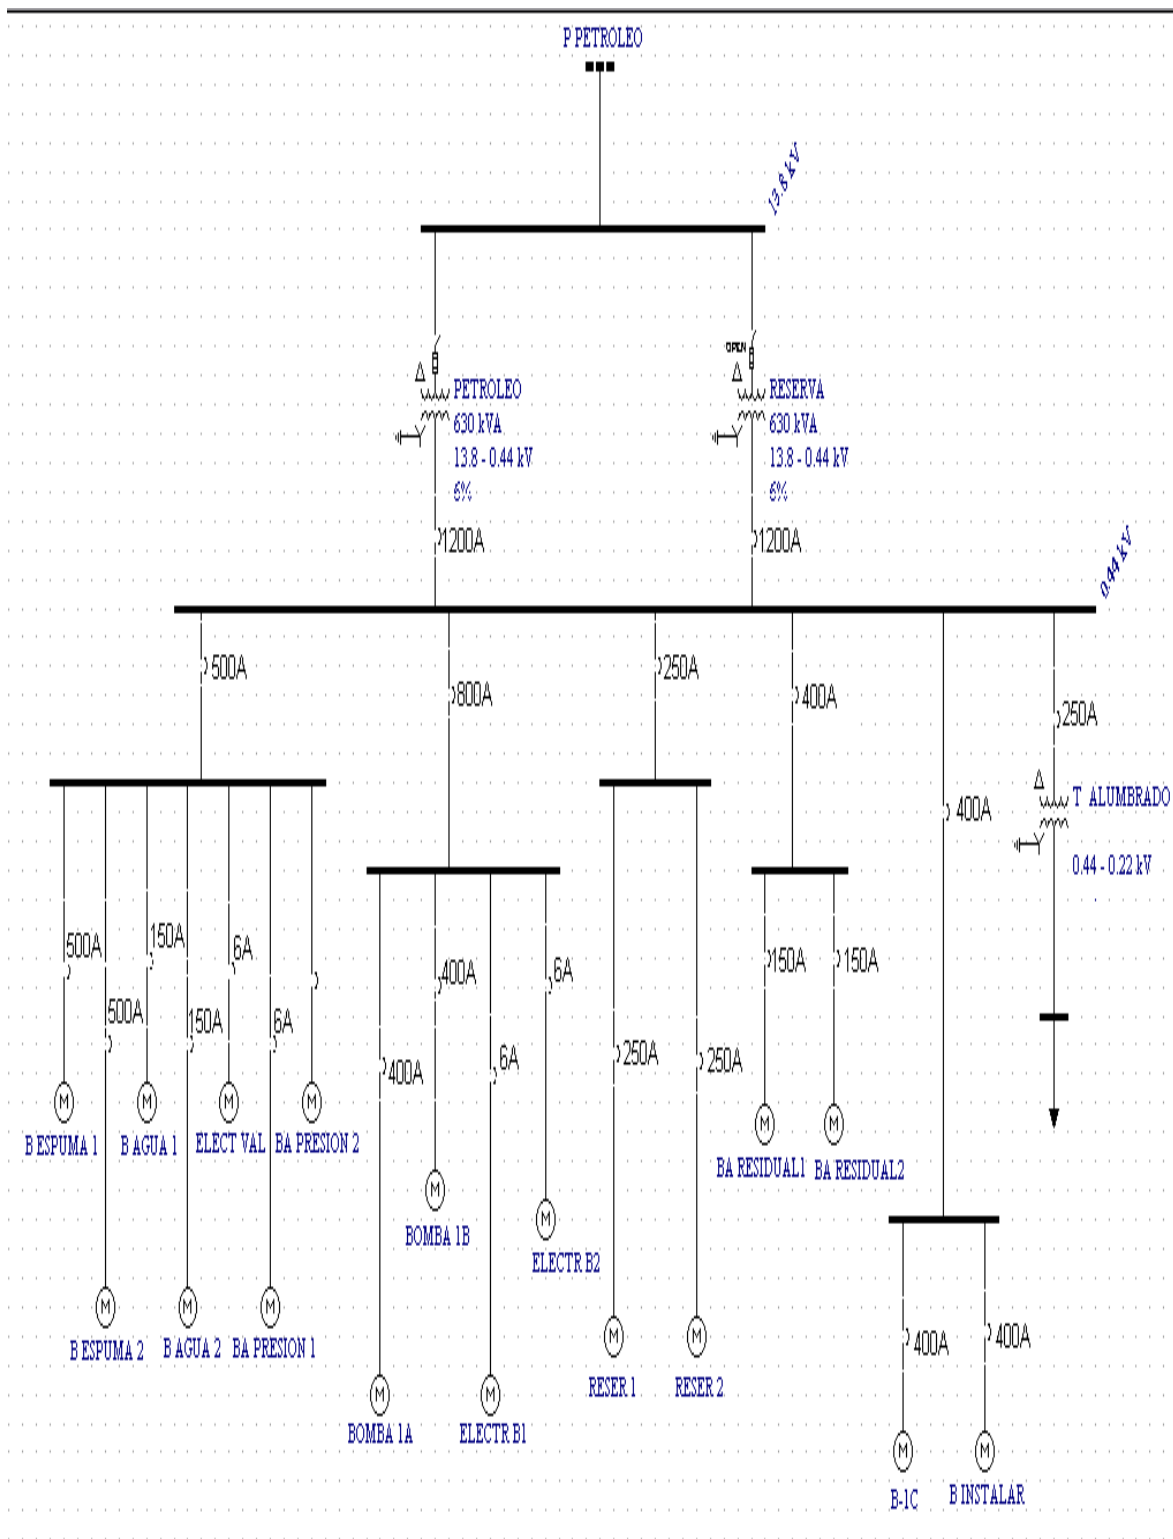 P PETROLEO
13.8 kV
OPEN
PETROLEO
630 kVA
13.8 - 0.44 kV
6%
RESERVA
630 kVA
13.8 - 0.44 kV
6%
1200A
1200A
0.44 kV
500A
800A
250A
400A
400A
250A
T ALUMBRADO
0.44 - 0.22 kV
500A
500A
150A
150A
6A
6A
400A
400A
6A
6A
250A
250A
150A
150A
M
M
M
M
B ESPUMA 1
B AGUA 1
ELECT VAL
BA PRESION 2
M
M
M
B ESPUMA 2
B AGUA 2
BA PRESION 1
M
BOMBA 1B
M
ELECTR B2
M
BOMBA 1A
M
ELECTR B1
M
RESER 1
M
RESER 2
M
BA RESIDUAL1
M
BA RESIDUAL2
400A
400A
M
B-1C
M
B INSTALAR